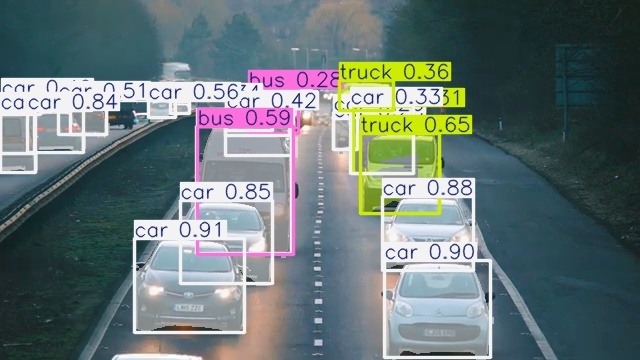 truck 0.36
bus 0.28
car 0.51
car 0.56
car 0.84
car 0.42
car 0.33
bus 0.59
truck 0.65
car 0.85
car 0.88
car 0.91
car 0.90